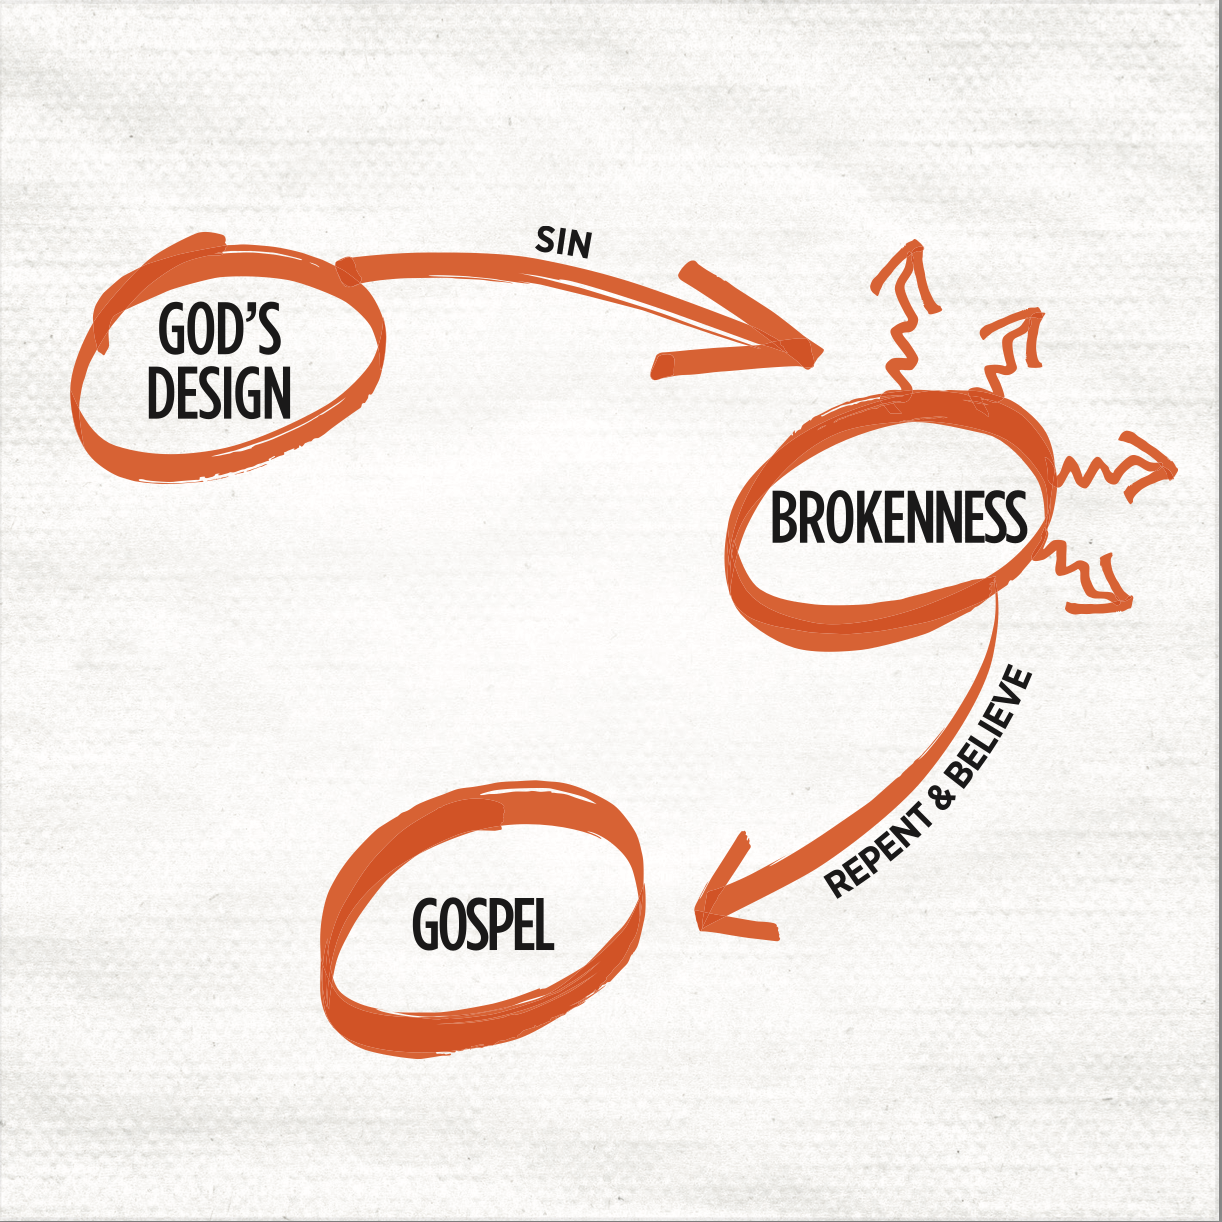 SIN
GOD'S
DESIGN
BROKENNESS
REPENT & BELIEVE
GOSPEL